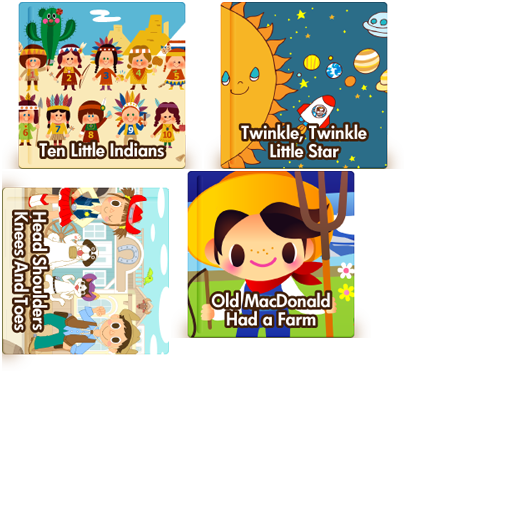 Ten Little Indians
Twinkle, Twinkle
Little Star
Head Shoulders
Knees And Toes
Old MacDonald
Had a Farm
2
3
4
5
6
7
8
9
10